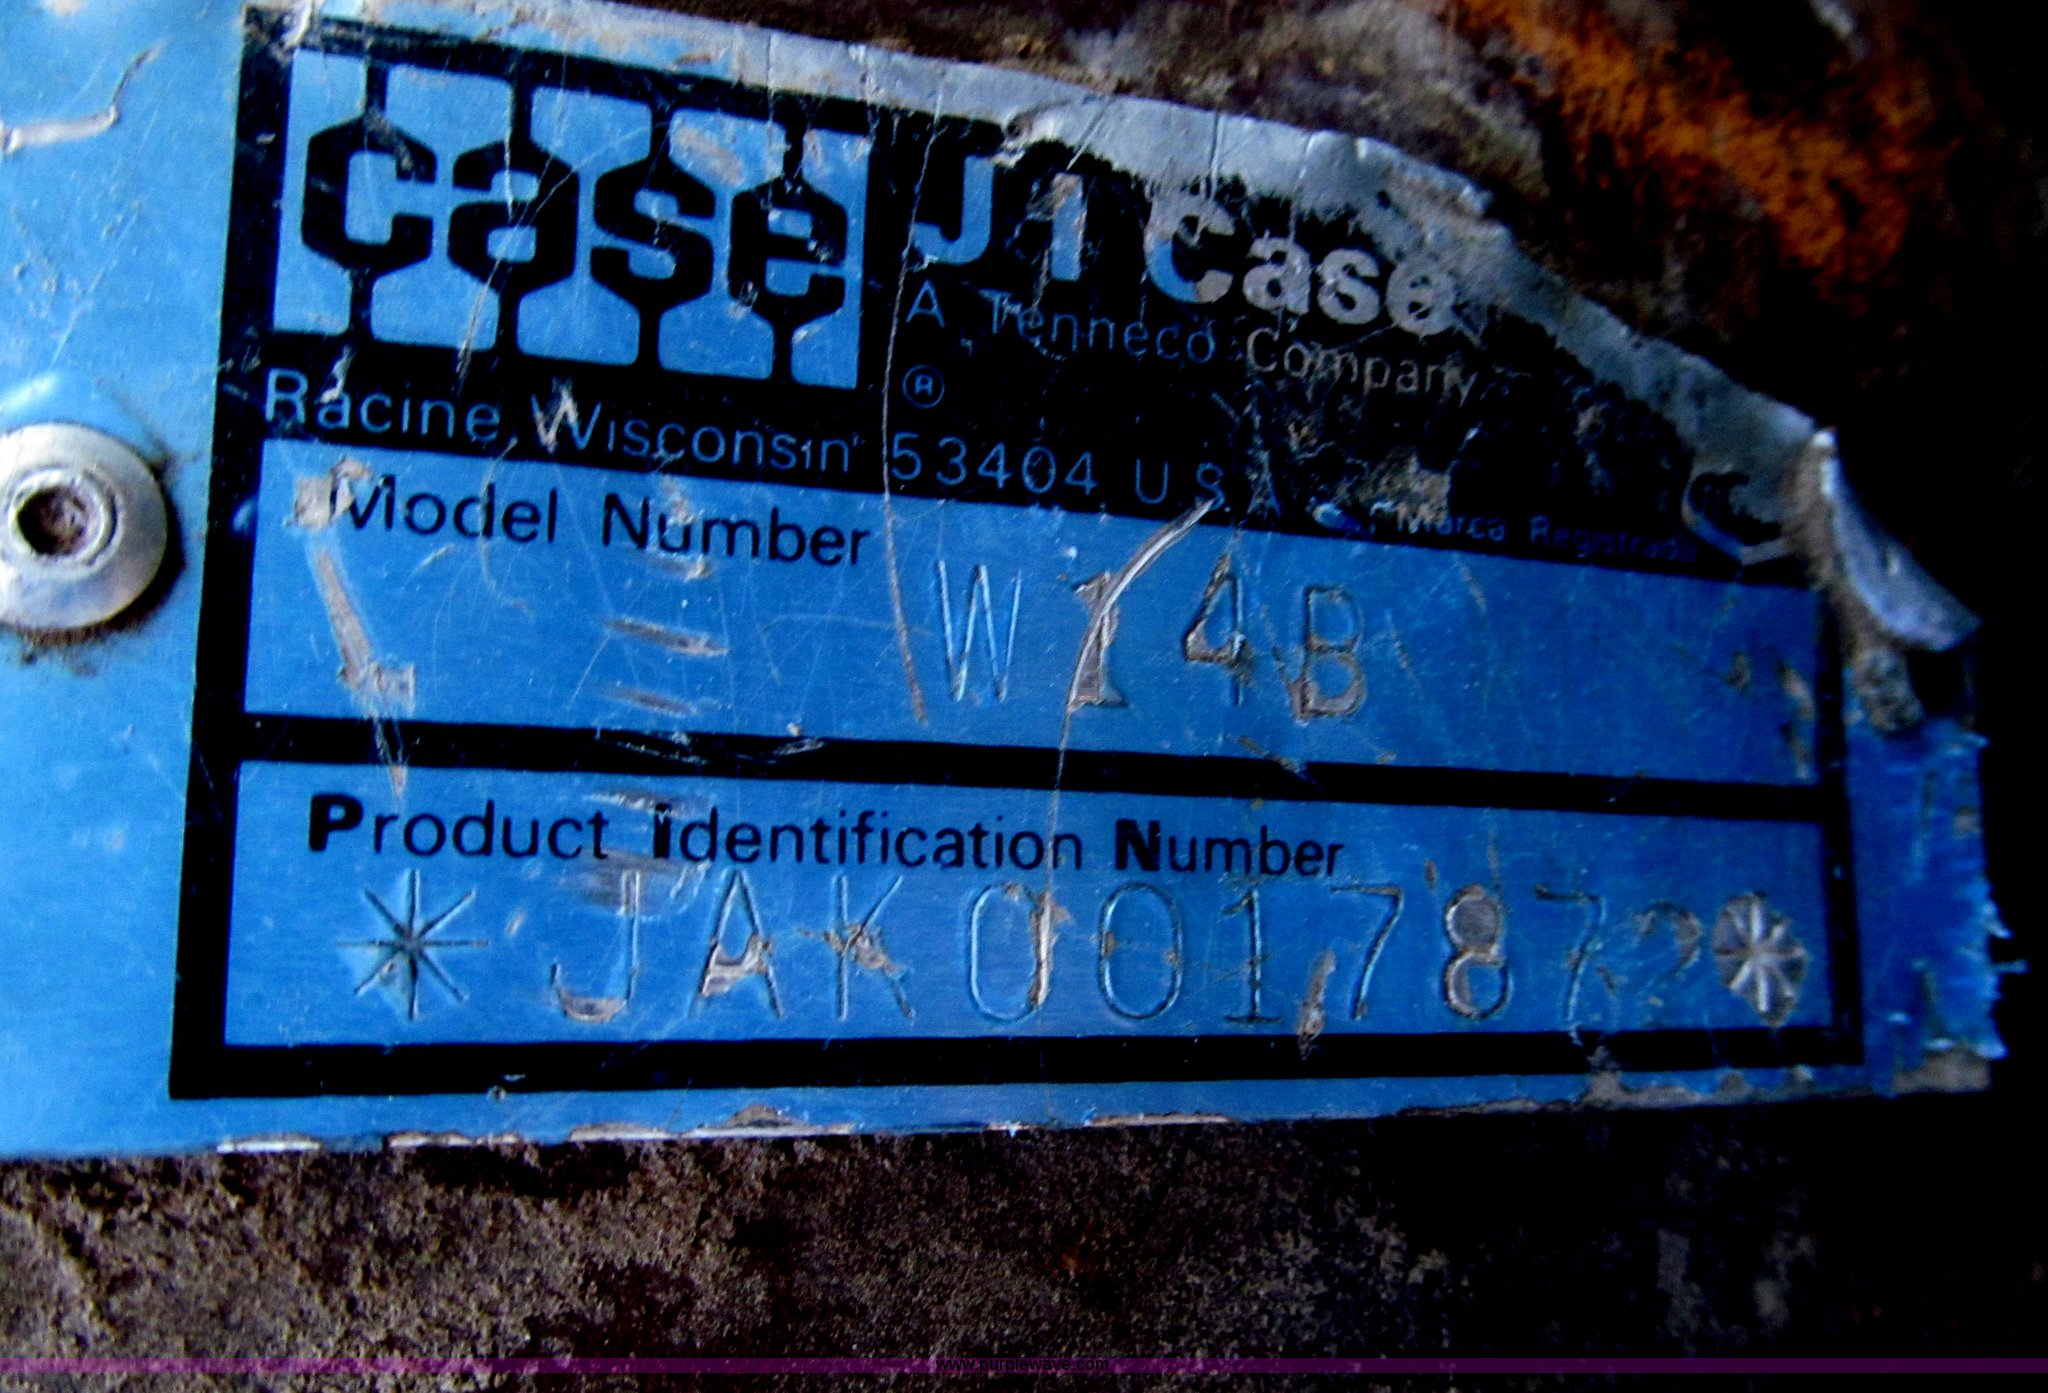 case
J I Case
A Tenneco Company
®
Racine, Wisconsin 53404 U S A
Marca Registrada
Model Number
W14B
Product Identification Number
*JAK0017872*
www.purplewave.com